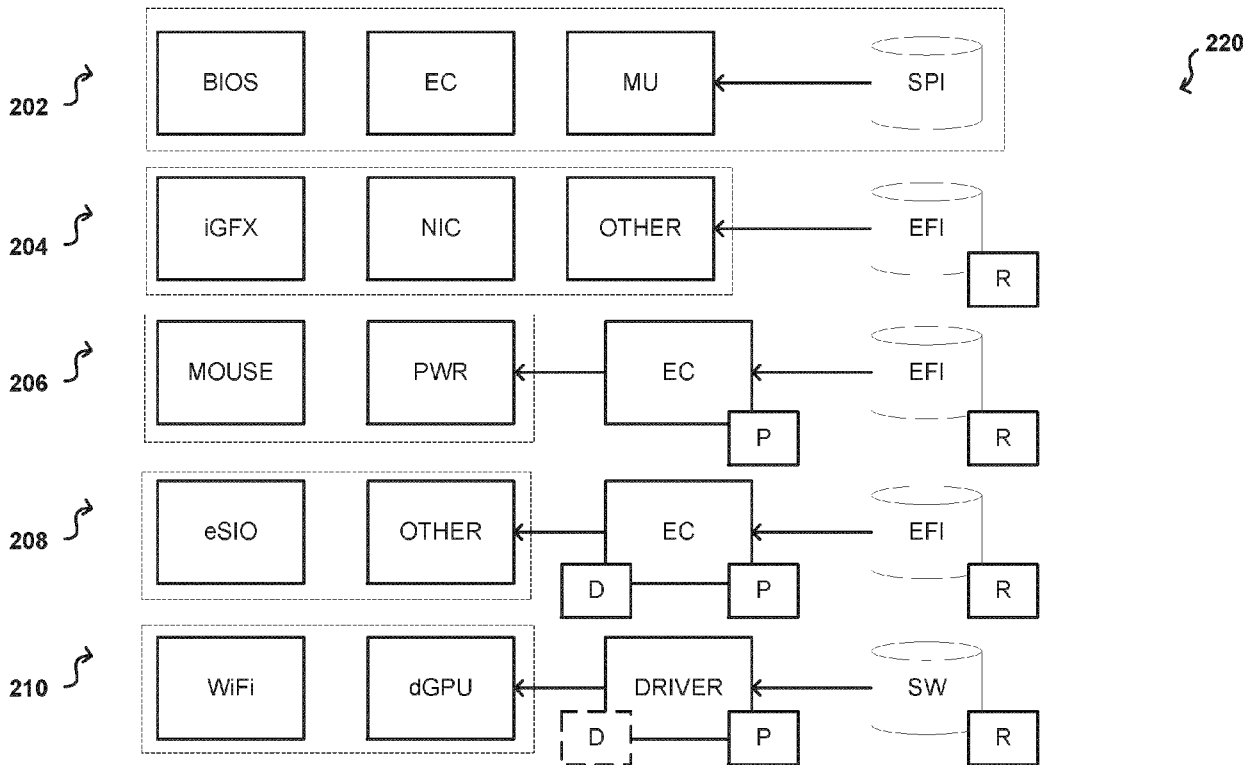 220
202
BIOS
EC
MU
SPI
204
iGFX
NIC
OTHER
EFI
R
206
MOUSE
PWR
EC
P
EFI
R
208
eSIO
OTHER
EC
D
P
EFI
R
210
WiFi
dGPU
DRIVER
D
P
SW
R